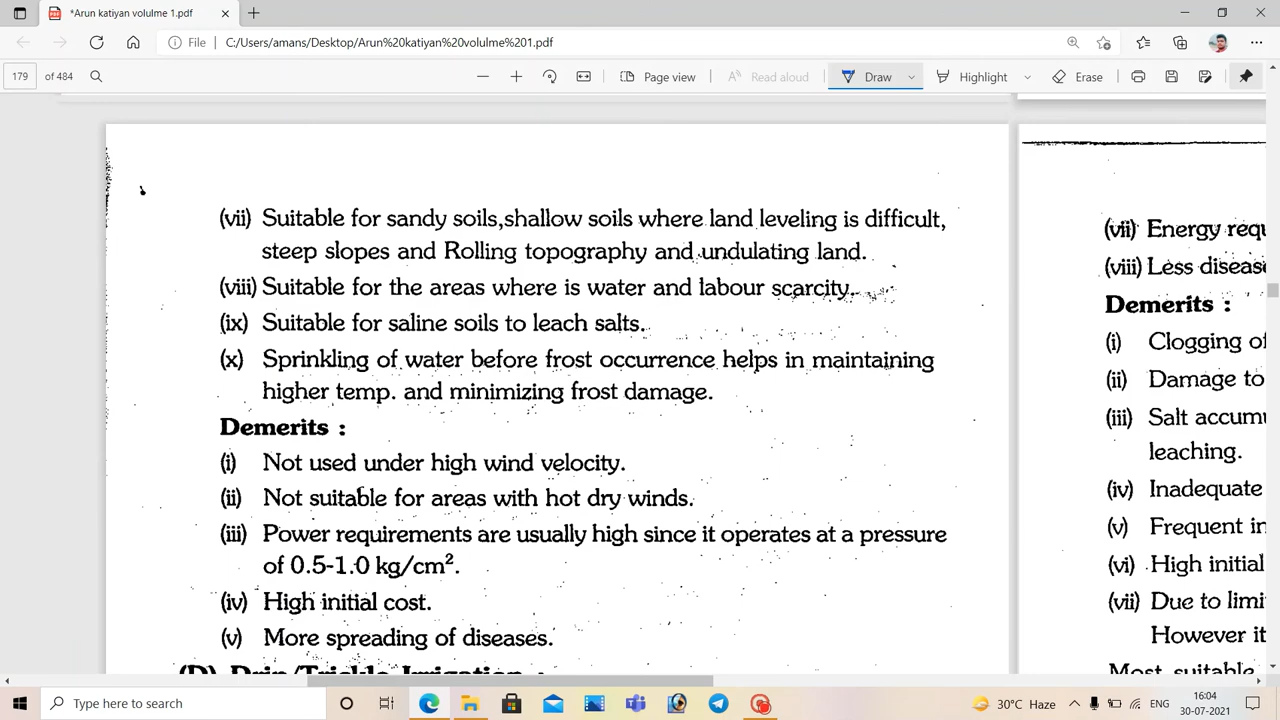 *Arun katiyan volulme 1.pdf
File
C:/Users/amans/Desktop/Arun%20katiyan%20volulme%201.pdf
179 of 484
Page view
Read aloud
Draw
Highlight
Erase
(vii) Suitable for sandy soils,shallow soils where land leveling is difficult,
steep slopes and Rolling topography and undulating land.
(viii) Suitable for the areas where is water and labour scarcity.
(ix) Suitable for saline soils to leach salts.
(x) Sprinkling of water before frost occurrence helps in maintaining
higher temp. and minimizing frost damage.
Demerits :
(i) Not used under high wind velocity.
(ii) Not suitable for areas with hot dry winds.
(iii) Power requirements are usually high since it operates at a pressure
of 0.5-1.0 kg/cm².
(iv) High initial cost.
(v) More spreading of diseases.
(D) Drip/Trickle Irrigation :
(vii) Energy requ
(viii) Less disease
Demerits :
(i) Clogging of
(ii) Damage to
(iii) Salt accumu
leaching.
(iv) Inadequate
(v) Frequent in
(vi) High initial
(vii) Due to limi
However it
Most suitable
Type here to search
30°C Haze
ENG
16:04
30-07-2021